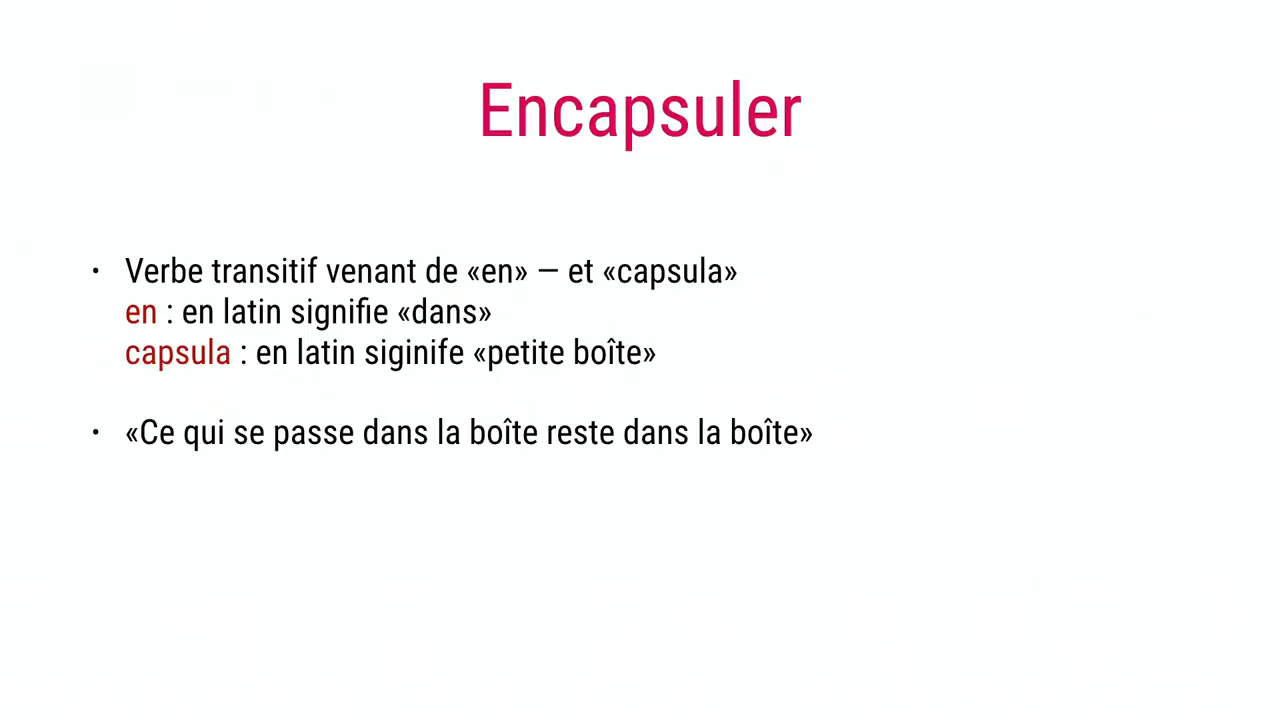 Encapsuler
• Verbe transitif venant de «en» — et «capsula»
en : en latin signifie «dans»
capsula : en latin siginife «petite boîte»
• «Ce qui se passe dans la boîte reste dans la boîte»